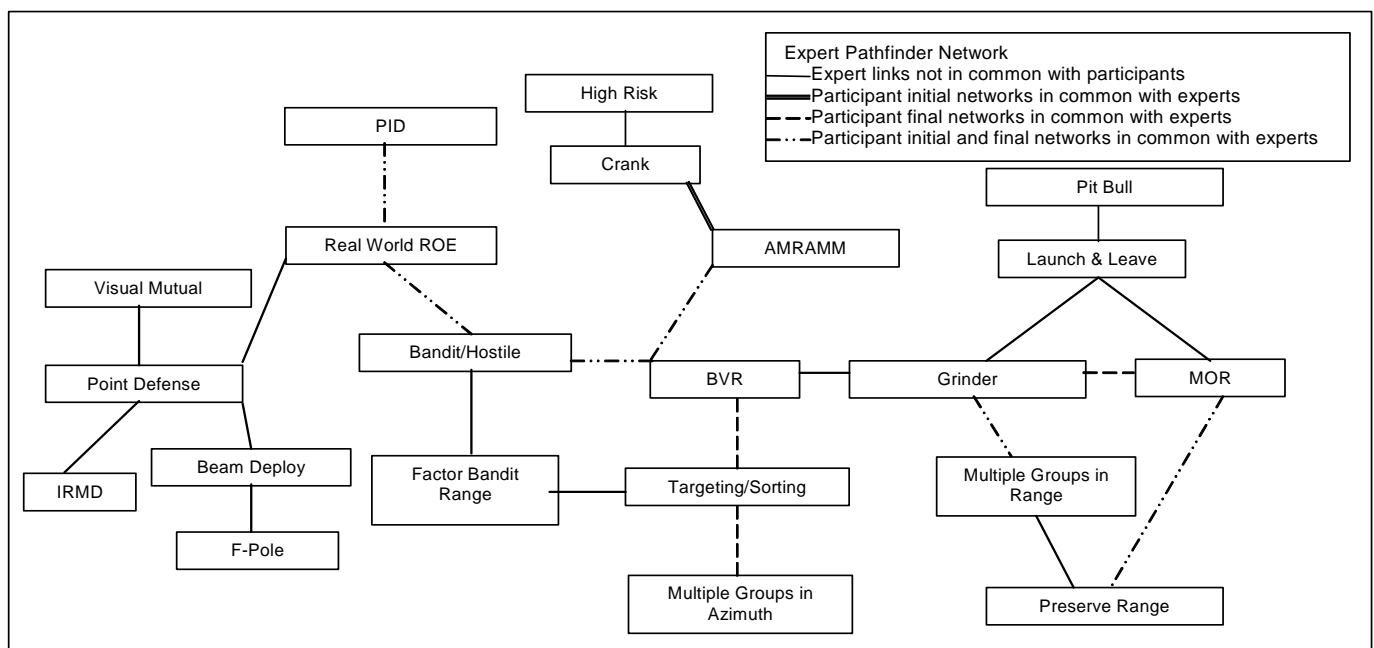 Expert Pathfinder Network
Expert links not in common with participants
Participant initial networks in common with experts
Participant final networks in common with experts
Participant initial and final networks in common with experts
High Risk
PID
Crank
Pit Bull
Real World ROE
AMRAMM
Launch & Leave
Visual Mutual
Bandit/Hostile
Point Defense
BVR
Grinder
MOR
Beam Deploy
Factor Bandit
Range
IRMD
Targeting/Sorting
Multiple Groups in
Range
F-Pole
Multiple Groups in
Azimuth
Preserve Range